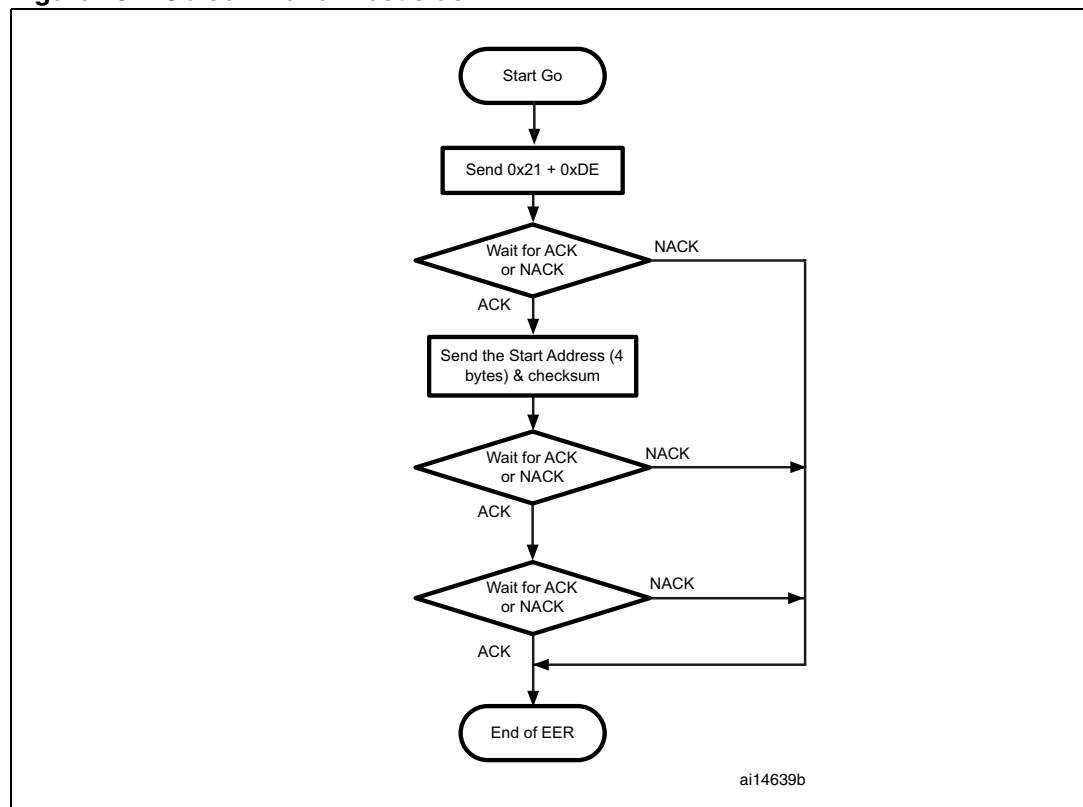 Start Go
Send 0x21 + 0xDE
Wait for ACK
or NACK
NACK
ACK
Send the Start Address (4
bytes) & checksum
Wait for ACK
or NACK
NACK
ACK
Wait for ACK
or NACK
NACK
ACK
End of EER
ai14639b